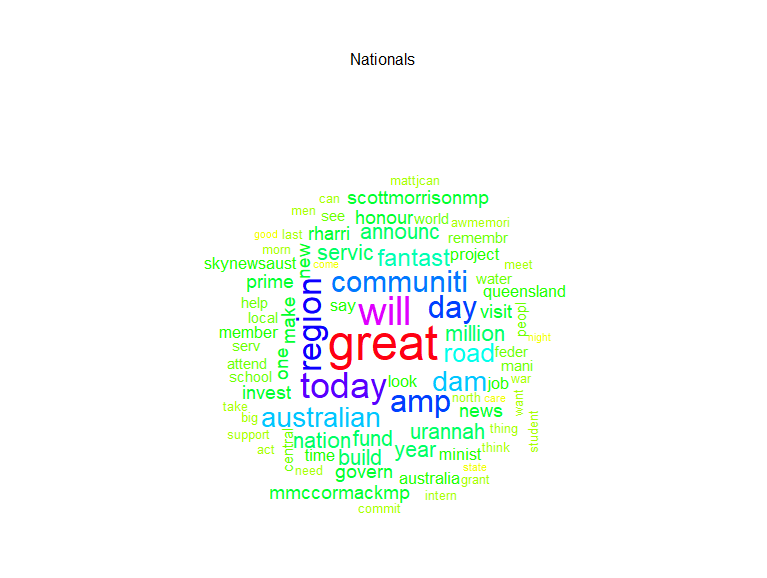 Nationals
mattjcan
can
scottmorrisonmp
men
see
honour
world
awmemori
good
last
rharri
announc
remembr
morn
new
servic
fantast
project
skynewsaust
come
meet
prime
communiti
water
queensland
help
region
say
will
day
visit
peopl
local
make
member
great
million
night
serv
one
road
feder
attend
mani
school
today
look
dam
job
war
invest
amp
north
care
want
take
big
australian
news
student
support
central
nation
fund
urannah
thing
act
time
build
year
minist
think
need
govern
state
australia
grant
mmccormackmp
intern
commit